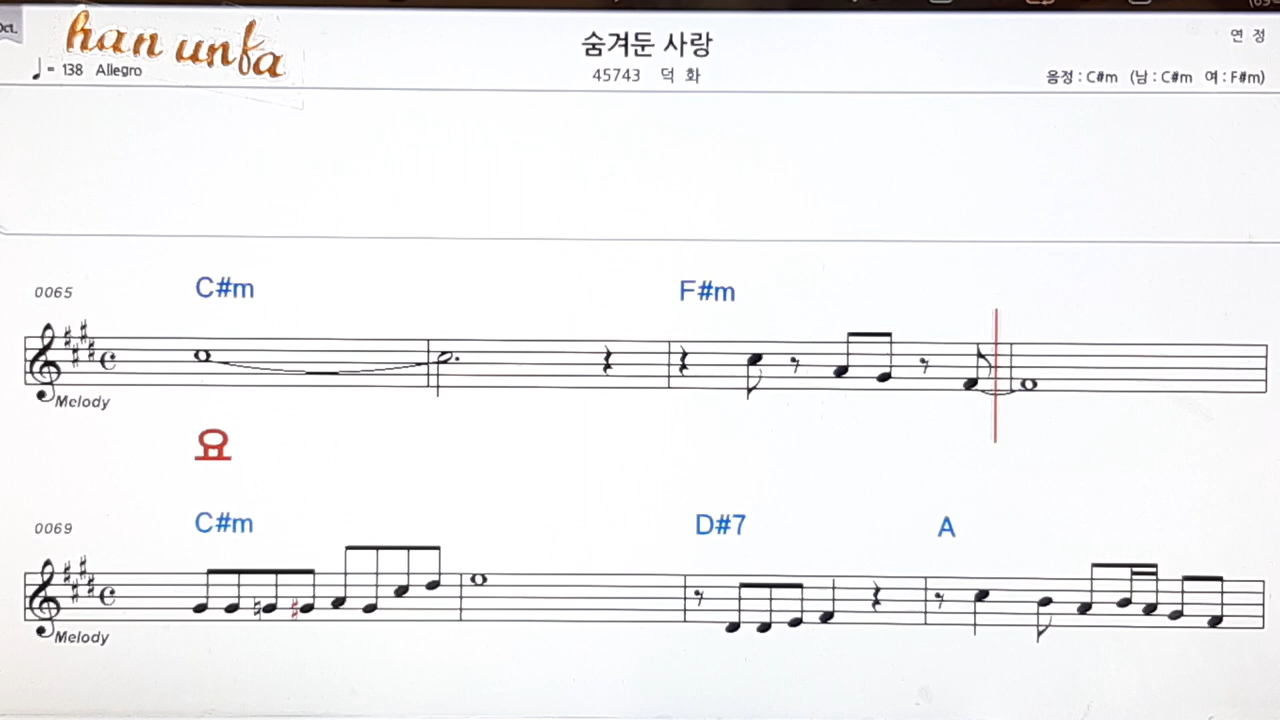 Oct.
han unfa
♩= 138 Allegro
숨겨둔 사랑
45743 덕 화
연 정
음정 : C#m (남 : C#m 여 : F#m)
0065
C#m
F#m
Melody
요
0069
C#m
D#7
A
Melody